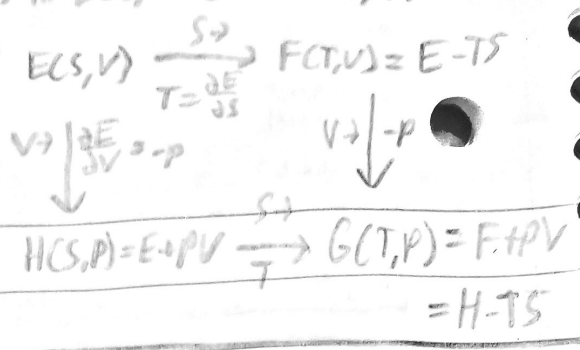 S→
E(S,V) ⟶ F(T,V) = E-TS
T = ∂E/∂S
V→ ∂E/∂V = -P V→ -P
S→
H(S,P) = E+PV ⟶ G(T,P) = F+PV
T
= H-TS